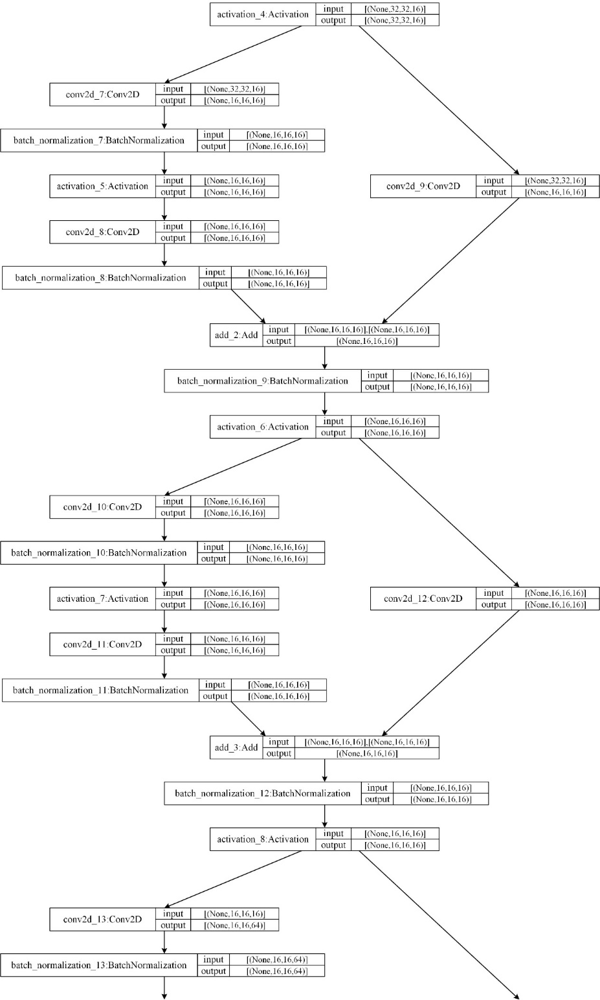 activation_4:Activation input [(None,32,32,16)]
output [(None,32,32,16)]
conv2d_7:Conv2D input [(None,32,32,16)]
output [(None,16,16,16)]
batch_normalization_7:BatchNormalization input [(None,16,16,16)]
output [(None,16,16,16)]
activation_5:Activation input [(None,16,16,16)]
output [(None,16,16,16)]
conv2d_9:Conv2D input [(None,32,32,16)]
output [(None,16,16,16)]
conv2d_8:Conv2D input [(None,16,16,16)]
output [(None,16,16,16)]
batch_normalization_8:BatchNormalization input [(None,16,16,16)]
output [(None,16,16,16)]
add_2:Add input [(None,16,16,16)],[(None,16,16,16)]
output [(None,16,16,16)]
batch_normalization_9:BatchNormalization input [(None,16,16,16)]
output [(None,16,16,16)]
activation_6:Activation input [(None,16,16,16)]
output [(None,16,16,16)]
conv2d_10:Conv2D input [(None,16,16,16)]
output [(None,16,16,16)]
batch_normalization_10:BatchNormalization input [(None,16,16,16)]
output [(None,16,16,16)]
activation_7:Activation input [(None,16,16,16)]
output [(None,16,16,16)]
conv2d_12:Conv2D input [(None,16,16,16)]
output [(None,16,16,16)]
conv2d_11:Conv2D input [(None,16,16,16)]
output [(None,16,16,16)]
batch_normalization_11:BatchNormalization input [(None,16,16,16)]
output [(None,16,16,16)]
add_3:Add input [(None,16,16,16)],[(None,16,16,16)]
output [(None,16,16,16)]
batch_normalization_12:BatchNormalization input [(None,16,16,16)]
output [(None,16,16,16)]
activation_8:Activation input [(None,16,16,16)]
output [(None,16,16,16)]
conv2d_13:Conv2D input [(None,16,16,16)]
output [(None,16,16,64)]
batch_normalization_13:BatchNormalization input [(None,16,16,64)]
output [(None,16,16,64)]